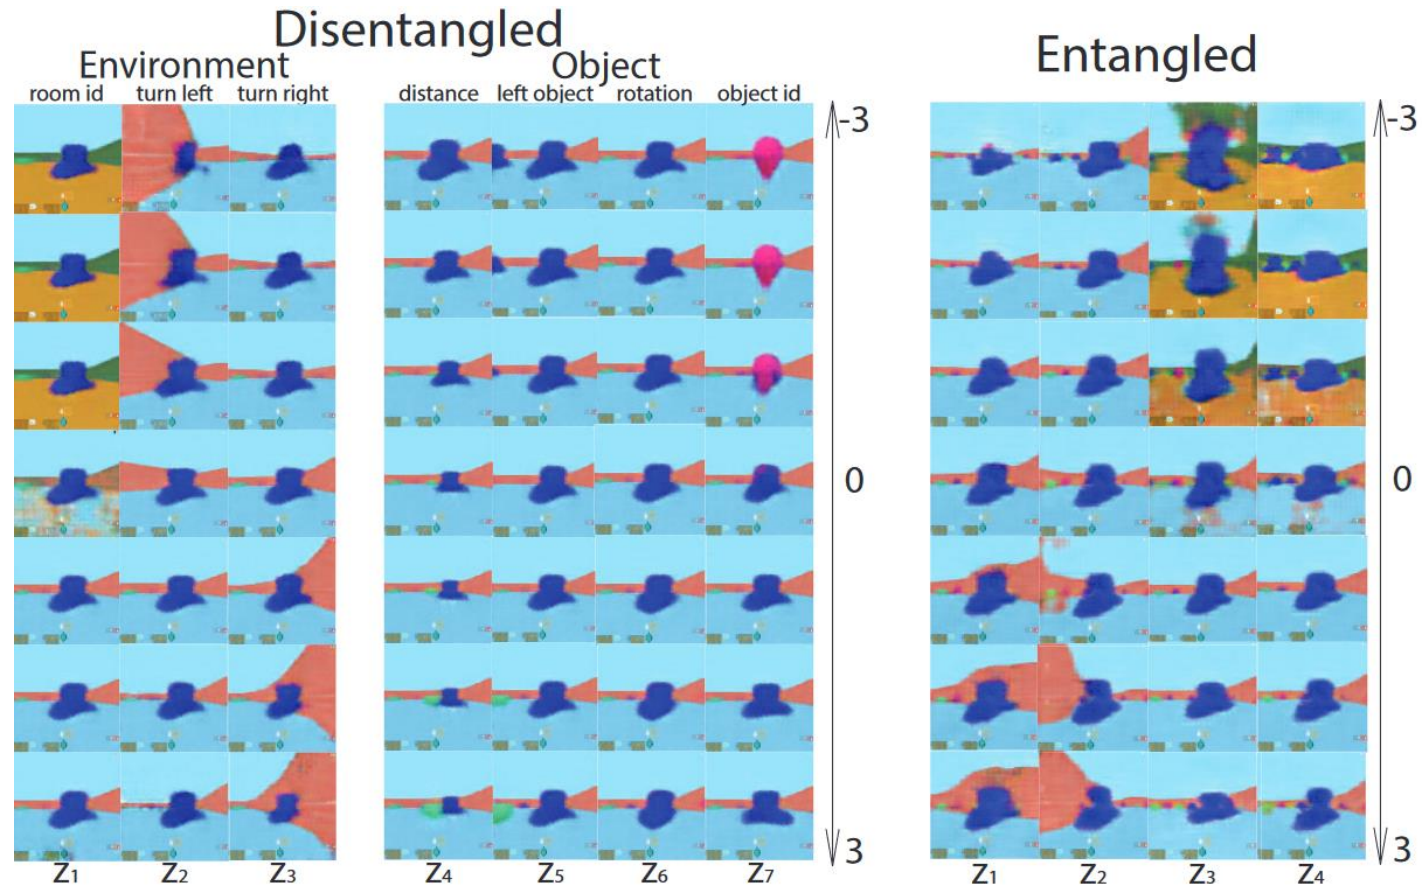 Disentangled
Entangled
Environment
Object
room id turn left turn right
distance left object rotation object id
-3
-3
0
0
3
3
Z1 Z2 Z3
Z4 Z5 Z6 Z7
Z1 Z2 Z3 Z4